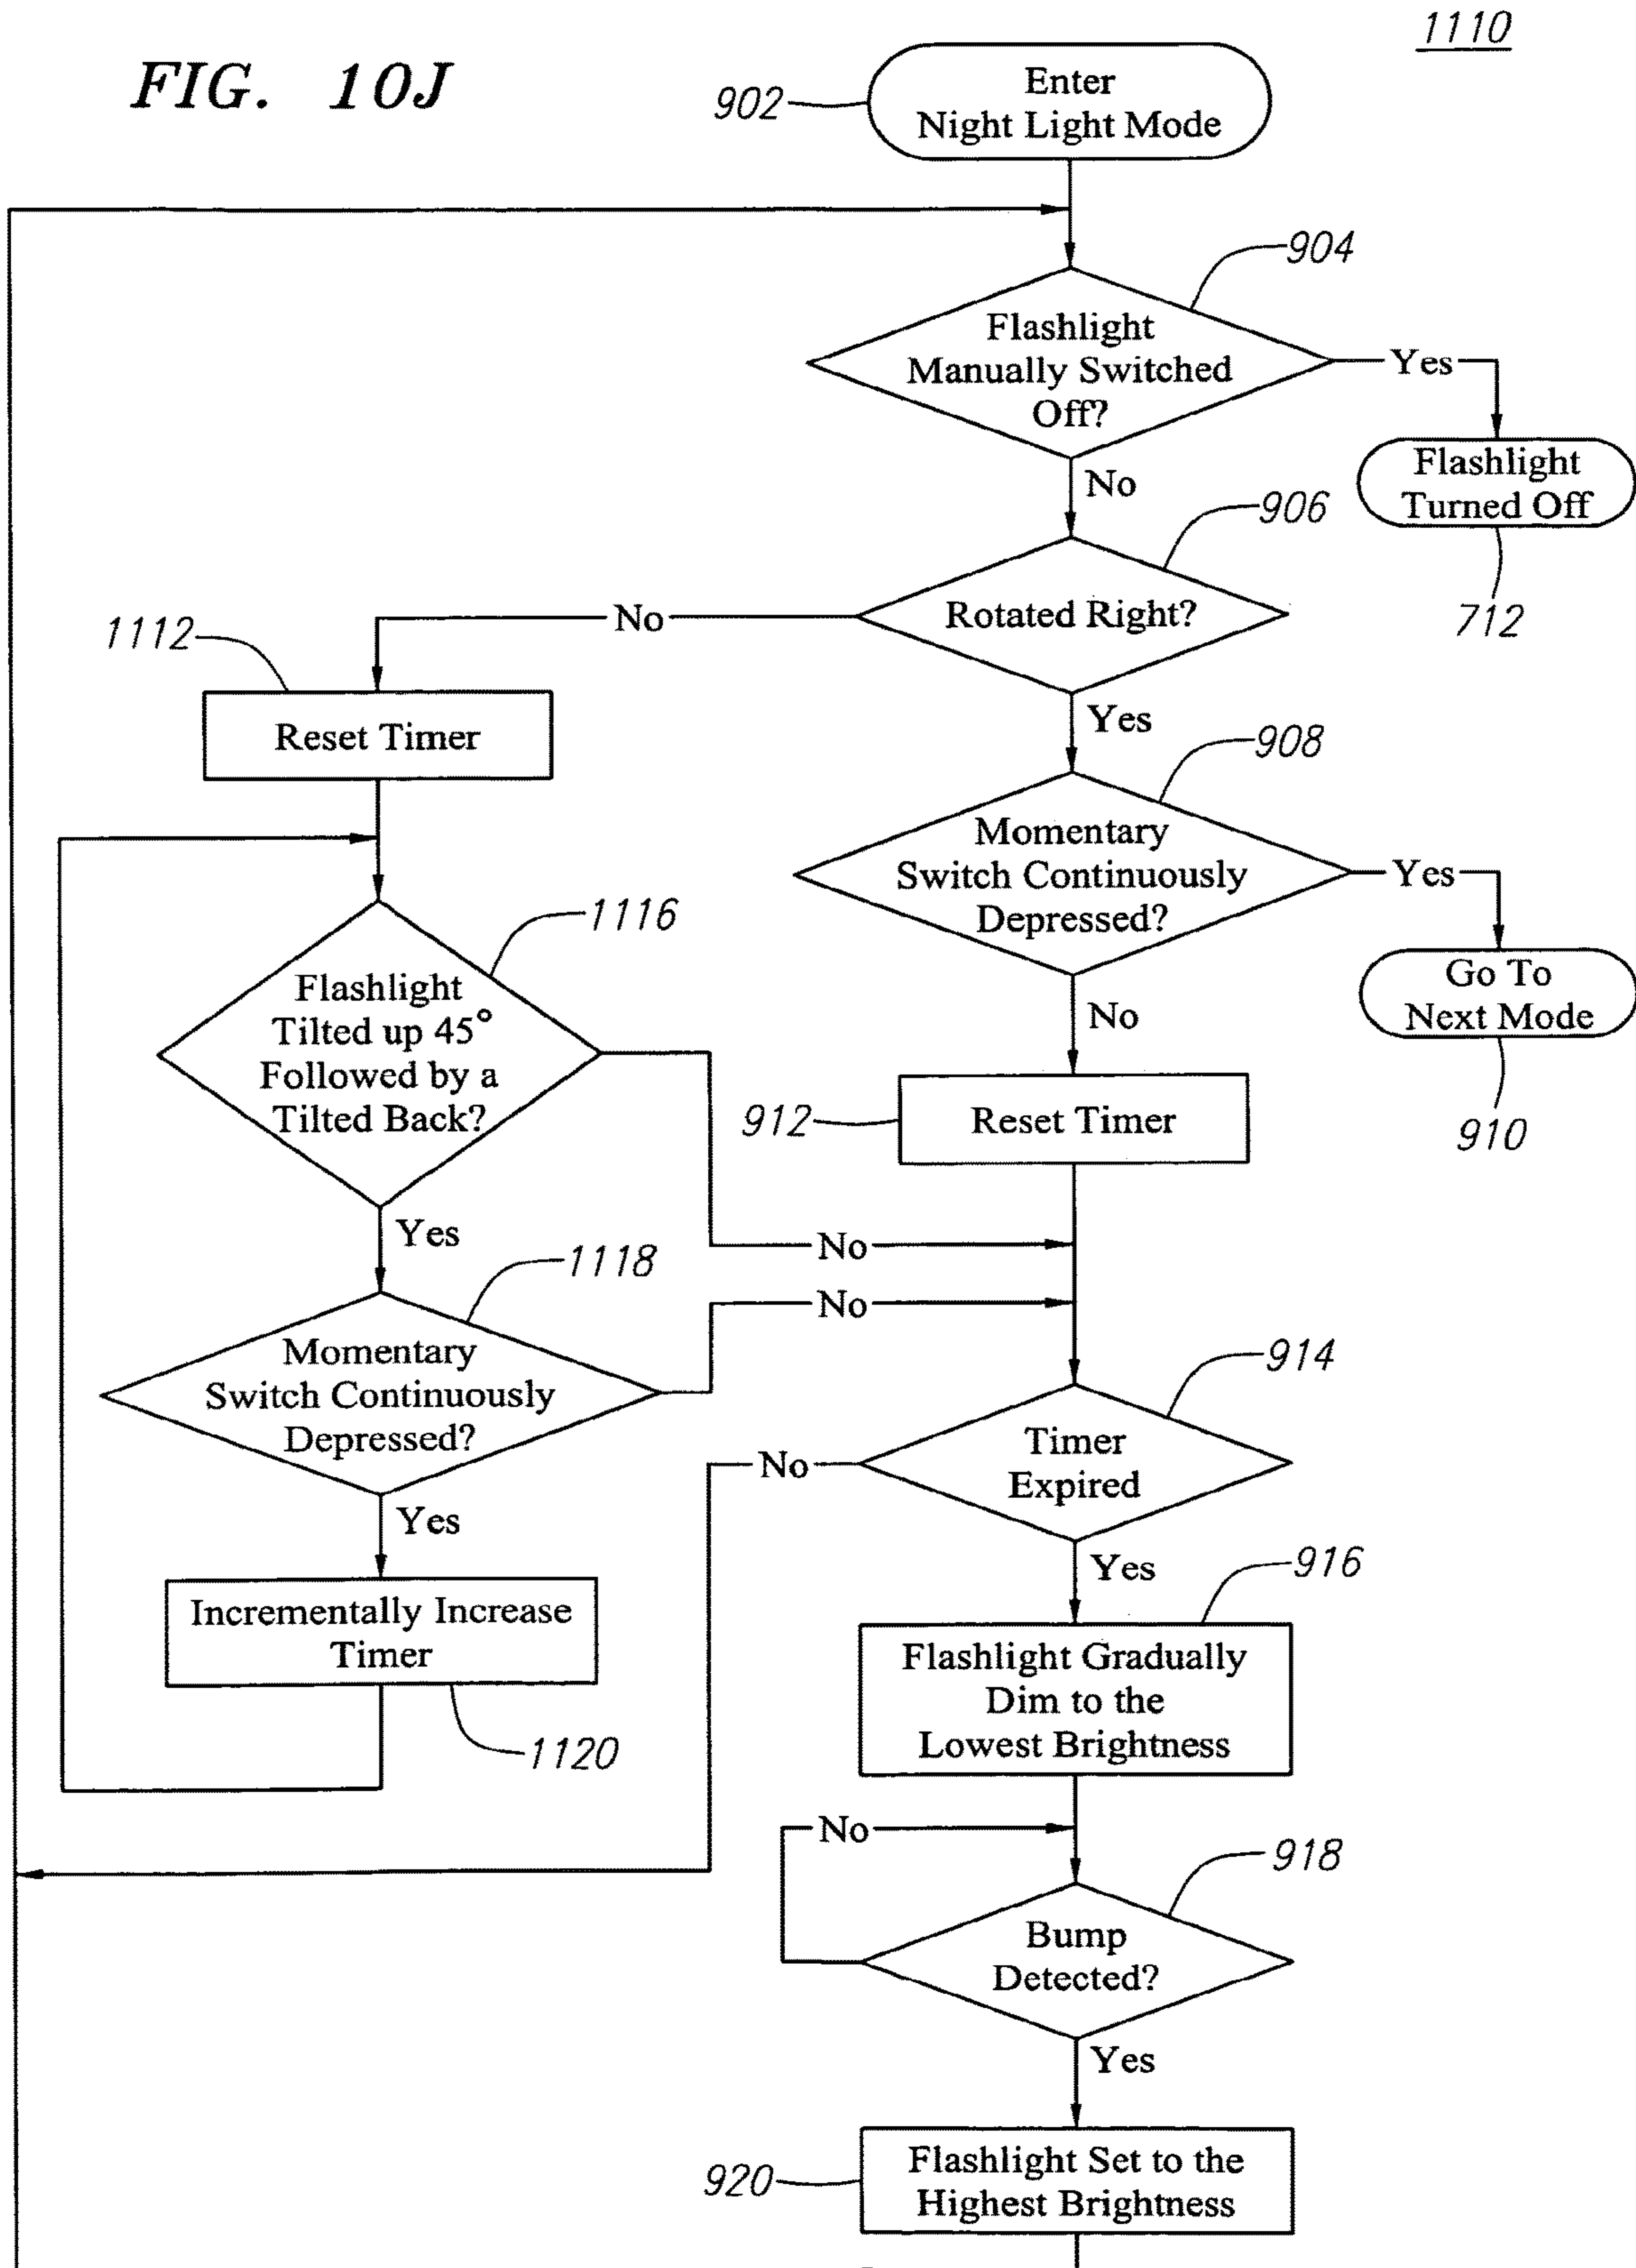 1110
FIG. 10J
902
Enter
Night Light Mode
904
Flashlight
Manually Switched
Off?
Yes
Flashlight
Turned Off
712
No
906
Rotated Right?
No
1112
Reset Timer
Yes
908
Momentary
Switch Continuously
Depressed?
Yes
Go To
Next Mode
910
No
912
Reset Timer
1116
Flashlight
Tilted up 45°
Followed by a
Tilted Back?
No
Yes
1118
Momentary
Switch Continuously
Depressed?
No
Yes
Incrementally Increase
Timer
1120
914
Timer
Expired
No
Yes
916
Flashlight Gradually
Dim to the
Lowest Brightness
No
918
Bump
Detected?
Yes
920
Flashlight Set to the
Highest Brightness